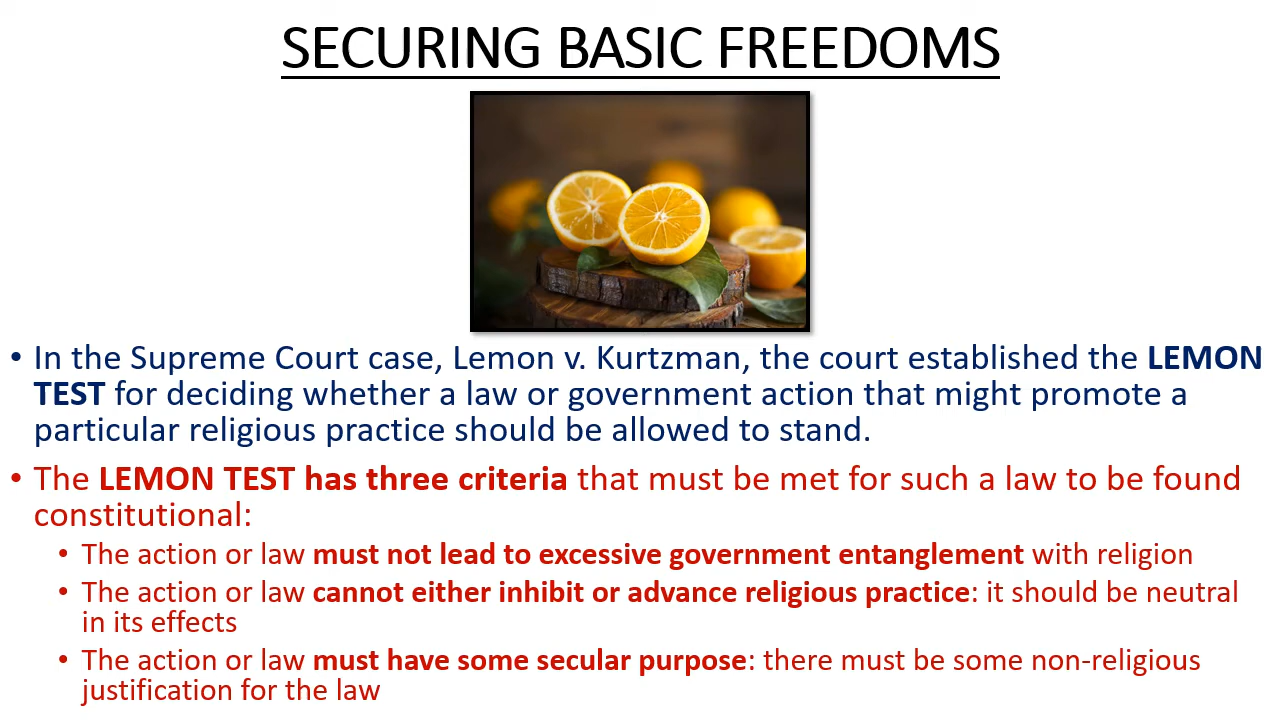 SECURING BASIC FREEDOMS
• In the Supreme Court case, Lemon v. Kurtzman, the court established the LEMON
TEST for deciding whether a law or government action that might promote a
particular religious practice should be allowed to stand.
• The LEMON TEST has three criteria that must be met for such a law to be found
constitutional:
• The action or law must not lead to excessive government entanglement with religion
• The action or law cannot either inhibit or advance religious practice: it should be neutral
in its effects
• The action or law must have some secular purpose: there must be some non-religious
justification for the law